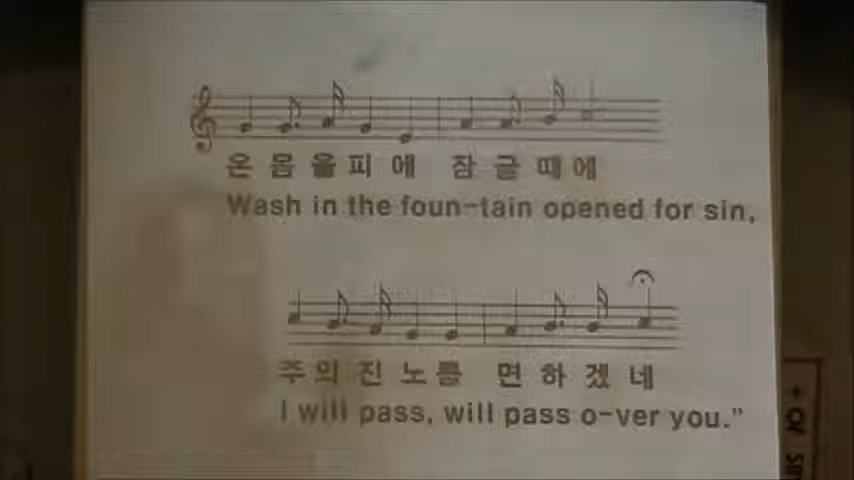 온 몸 을 피 에 잠 글 때 에
Wash in the foun-tain opened for sin,
주 의 진 노 를 면 하 겠 네
I will pass, will pass o-ver you.”